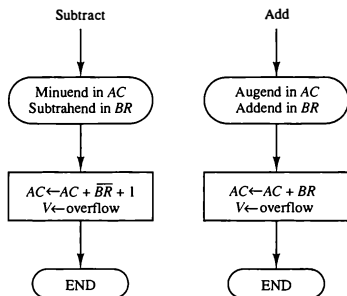 Subtract
Minuend in AC
Subtrahend in BR
AC←AC + B̅R̅ + 1
V←overflow
END
Add
Augend in AC
Addend in BR
AC←AC + BR
V←overflow
END